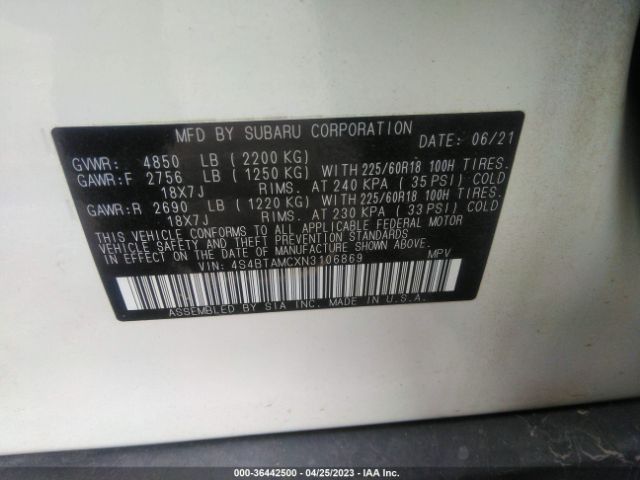 MFD BY SUBARU CORPORATION DATE: 06/21
GVWR: 4850 LB ( 2200 KG)
GAWR:F 2756 LB ( 1250 KG) WITH 225/60R18 100H TIRES.
18X7J RIMS. AT 240 KPA ( 35 PSI) COLD
GAWR:R 2690 LB ( 1220 KG) WITH 225/60R18 100H TIRES.
18X7J RIMS. AT 230 KPA ( 33 PSI) COLD
THIS VEHICLE CONFORMS TO ALL APPLICABLE FEDERAL MOTOR
VEHICLE SAFETY AND BUMPER STANDARDS
IN EFFECT ON THE DATE OF MANUFACTURE SHOWN ABOVE.
VIN: 4S4BTAMCXN3106869 MPV
ASSEMBLED BY SIA INC. MADE IN U.S.A.
000-36442500 - 04/25/2023 - IAA Inc.